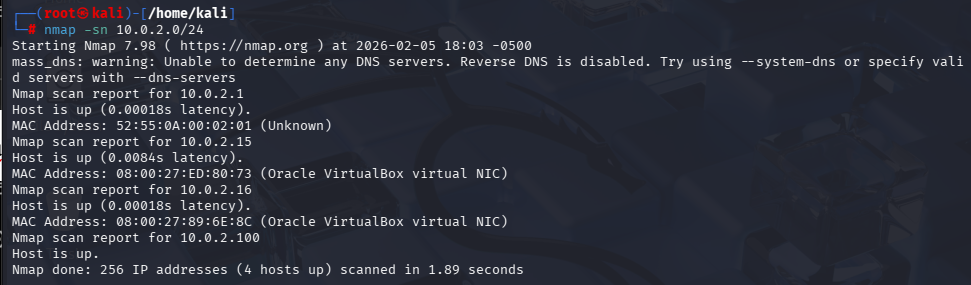 ┌──(root㉿kali)-[/home/kali]
└─# nmap -sn 10.0.2.0/24
Starting Nmap 7.98 ( https://nmap.org ) at 2026-02-05 18:03 -0500
mass_dns: warning: Unable to determine any DNS servers. Reverse DNS is disabled. Try using --system-dns or specify vali
d servers with --dns-servers
Nmap scan report for 10.0.2.1
Host is up (0.00018s latency).
MAC Address: 52:55:0A:00:02:01 (Unknown)
Nmap scan report for 10.0.2.15
Host is up (0.0084s latency).
MAC Address: 08:00:27:ED:80:73 (Oracle VirtualBox virtual NIC)
Nmap scan report for 10.0.2.16
Host is up (0.00018s latency).
MAC Address: 08:00:27:89:6E:8C (Oracle VirtualBox virtual NIC)
Nmap scan report for 10.0.2.100
Host is up.
Nmap done: 256 IP addresses (4 hosts up) scanned in 1.89 seconds